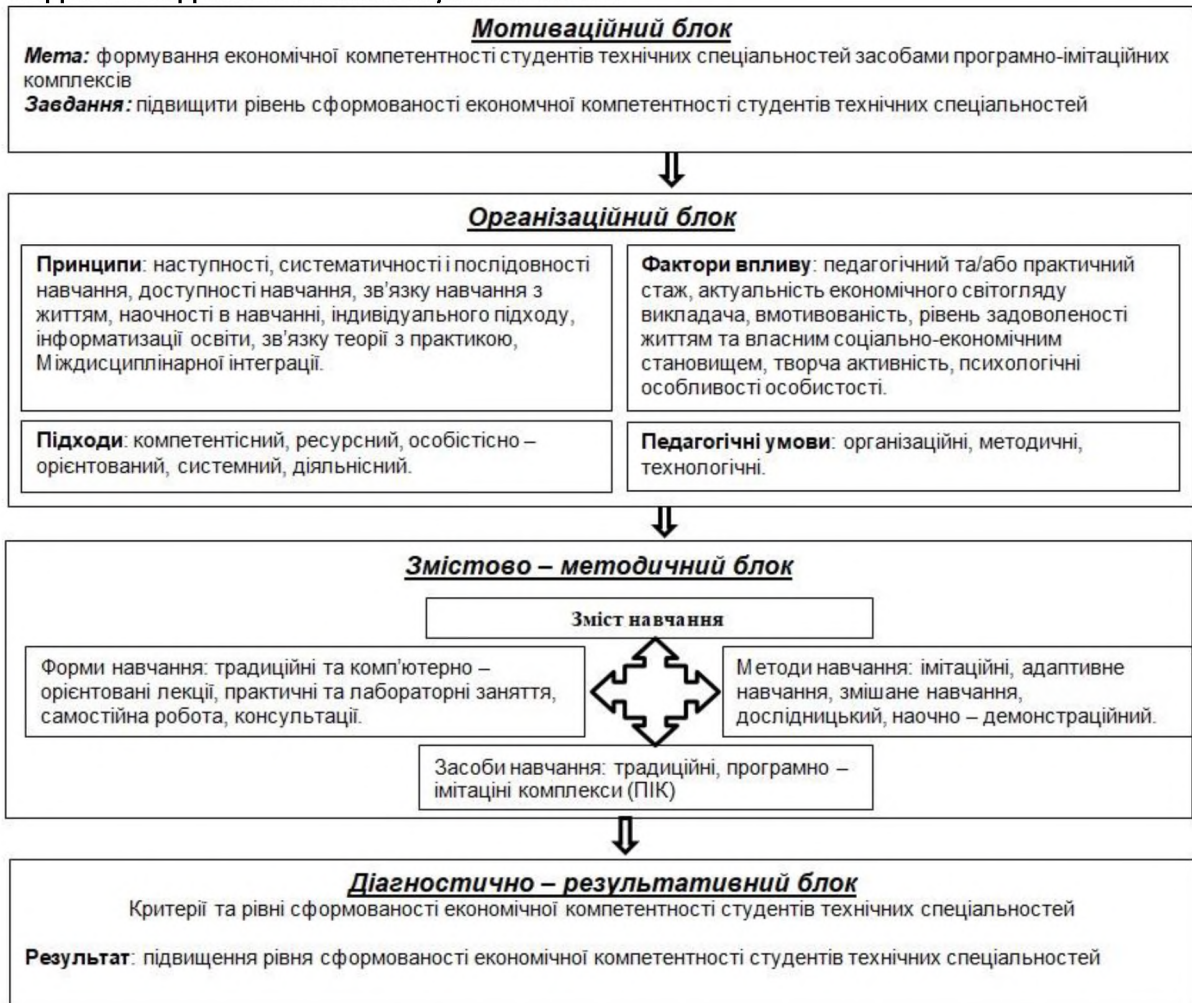 Мотиваційний блок
Мета: формування економічної компетентності студентів технічних спеціальностей засобами програмно-імітаційних
комплексів
Завдання: підвищити рівень сформованості економчної компетентності студентів технічних спеціальностей
Організаційний блок
Принципи: наступності, систематичності і послідовності
навчання, доступності навчання, зв’язку навчання з
життям, наочності в навчанні, індивідуального підходу,
інформатизації освіти, зв’язку теорії з практикою,
Міждисциплінарної інтеграції.
Фактори впливу: педагогічний та/або практичний
стаж, актуальність економічного світогляду
викладача, вмотивованість, рівень задоволеності
життям та власним соціально-економічним
становищем, творча активність, психологічні
особливості особистості.
Підходи: компетентісний, ресурсний, особістісно –
орієнтований, системний, діяльнісний.
Педагогічні умови: організаційні, методичні,
технологічні.
Змістово – методичний блок
Зміст навчання
Форми навчання: традиційні та комп’ютерно –
орієнтовані лекції, практичні та лабораторні заняття,
самостійна робота, консультації.
Методи навчання: імітаційні, адаптивне
навчання, змішане навчання,
дослідницький, наочно – демонстраційний.
Засоби навчання: традиційні, програмно –
імітаціні комплекси (ПІК)
Діагностично – результативний блок
Критерії та рівні сформованості економічної компетентності студентів технічних спеціальностей
Результат: підвищення рівня сформованості економічної компетентності студентів технічних спеціальностей